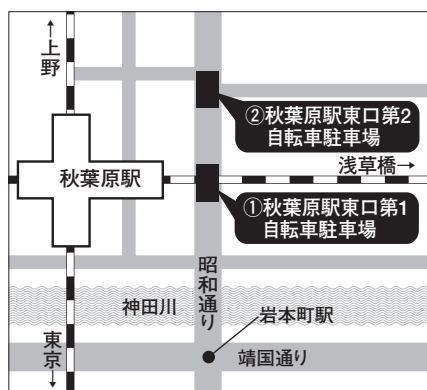 ↑上野
②秋葉原駅東口第2
自転車駐車場
浅草橋→
秋葉原駅
①秋葉原駅東口第1
自転車駐車場
昭和通り
神田川
岩本町駅
東京↓
靖国通り